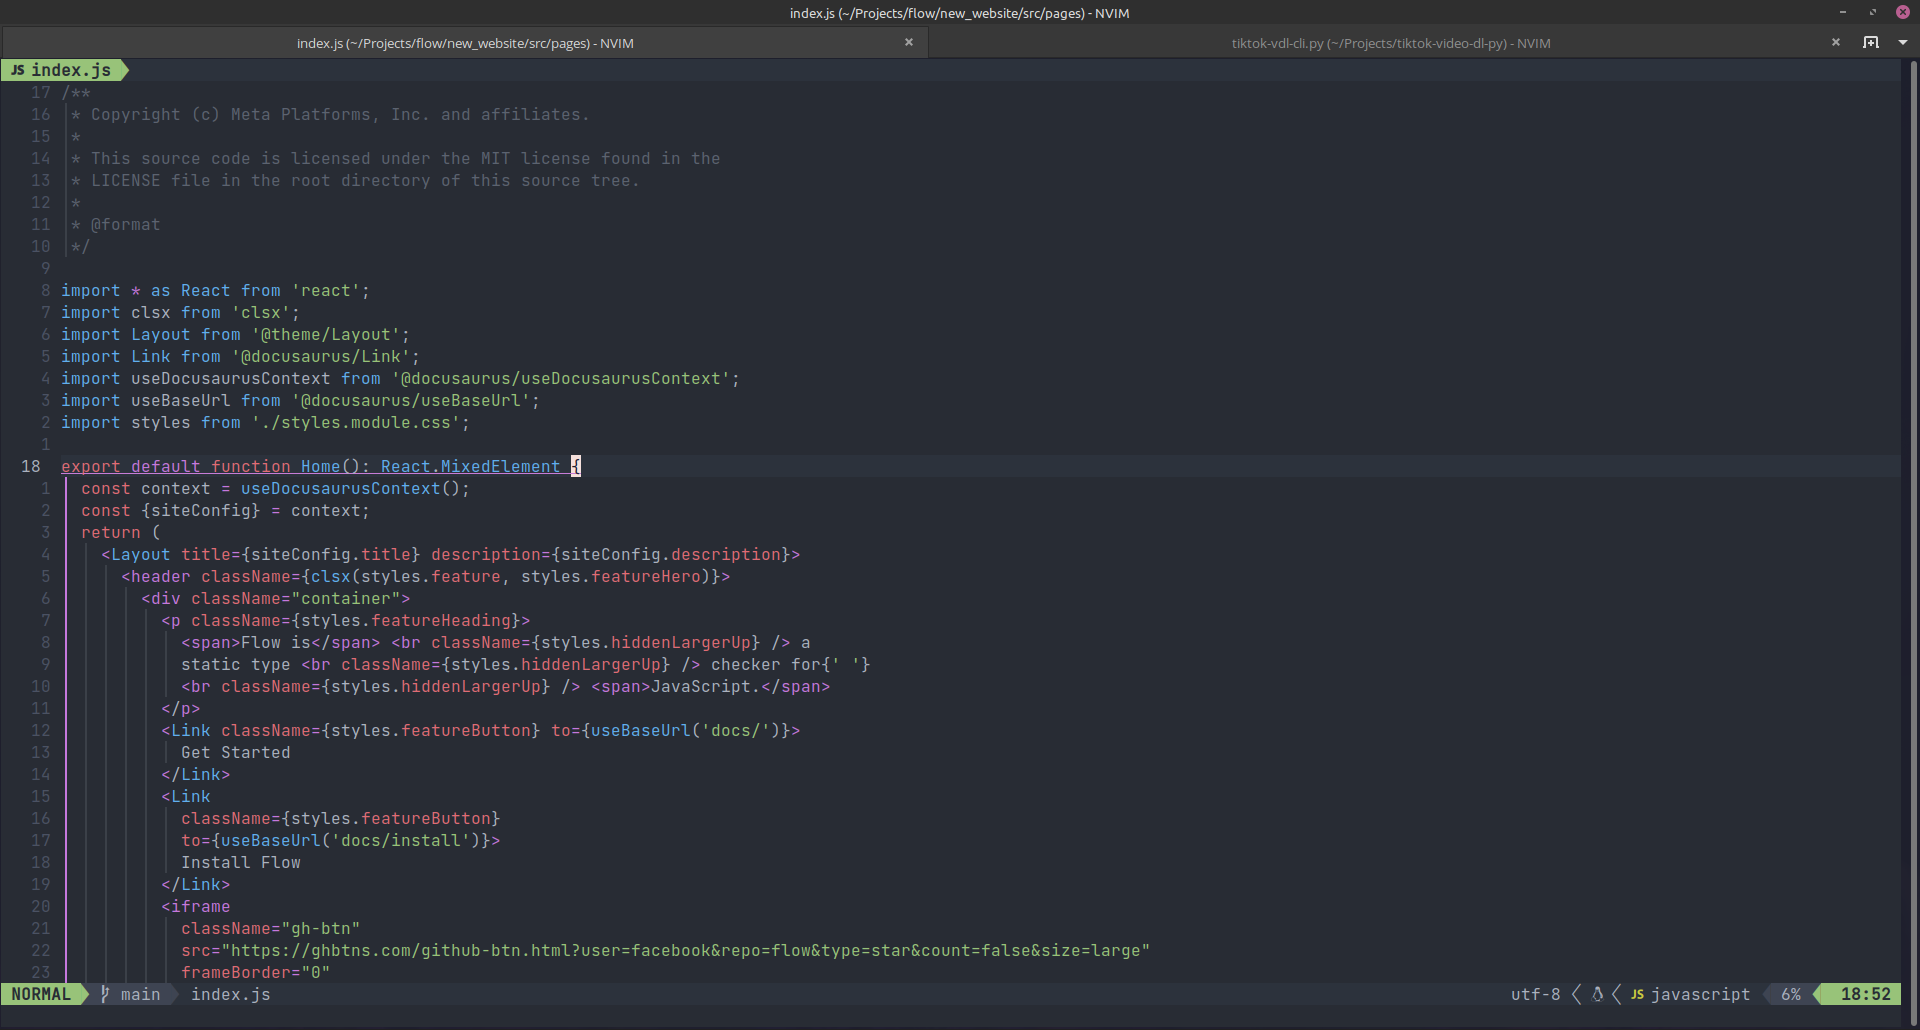 index.js (~/Projects/flow/new_website/src/pages) - NVIM
index.js (~/Projects/flow/new_website/src/pages) - NVIM × tiktok-vdl-cli.py (~/Projects/tiktok-video-dl-py) - NVIM ×
JS index.js
17 /**
16 * Copyright (c) Meta Platforms, Inc. and affiliates.
15 *
14 * This source code is licensed under the MIT license found in the
13 * LICENSE file in the root directory of this source tree.
12 *
11 * @format
10 */
9
8 import * as React from 'react';
7 import clsx from 'clsx';
6 import Layout from '@theme/Layout';
5 import Link from '@docusaurus/Link';
4 import useDocusaurusContext from '@docusaurus/useDocusaurusContext';
3 import useBaseUrl from '@docusaurus/useBaseUrl';
2 import styles from './styles.module.css';
1
18 export default function Home(): React.MixedElement {
1 const context = useDocusaurusContext();
2 const {siteConfig} = context;
3 return (
4 <Layout title={siteConfig.title} description={siteConfig.description}>
5 <header className={clsx(styles.feature, styles.featureHero)}>
6 <div className="container">
7 <p className={styles.featureHeading}>
8 <span>Flow is</span> <br className={styles.hiddenLargerUp} /> a
9 static type <br className={styles.hiddenLargerUp} /> checker for{' '}
10 <br className={styles.hiddenLargerUp} /> <span>JavaScript.</span>
11 </p>
12 <Link className={styles.featureButton} to={useBaseUrl('docs/')}>
13 Get Started
14 </Link>
15 <Link
16 className={styles.featureButton}
17 to={useBaseUrl('docs/install')}>
18 Install Flow
19 </Link>
20 <iframe
21 className="gh-btn"
22 src="https://ghbtns.com/github-btn.html?user=facebook&repo=flow&type=star&count=false&size=large"
23 frameBorder="0"
NORMAL main index.js utf-8 JS javascript 6% 18:52